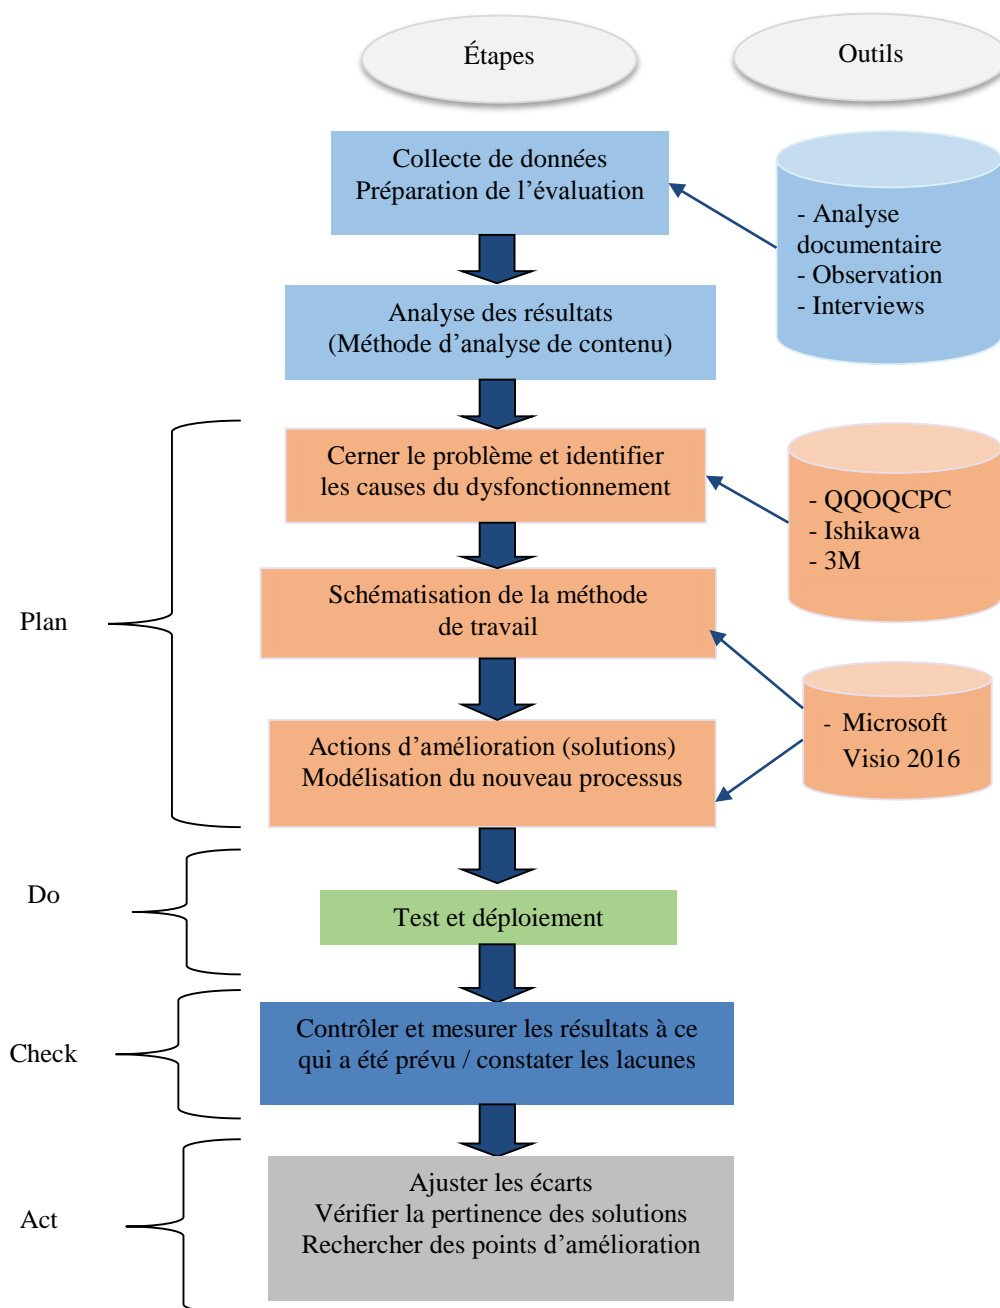 Étapes
Outils
Collecte de données
Préparation de l’évaluation
- Analyse
documentaire
- Observation
- Interviews
Analyse des résultats
(Méthode d’analyse de contenu)
Plan
Cerner le problème et identifier
les causes du dysfonctionnement
- QQOQCPC
- Ishikawa
- 3M
Schématisation de la méthode
de travail
Actions d’amélioration (solutions)
Modélisation du nouveau processus
- Microsoft
Visio 2016
Do
Test et déploiement
Check
Contrôler et mesurer les résultats à ce
qui a été prévu / constater les lacunes
Act
Ajuster les écarts
Vérifier la pertinence des solutions
Rechercher des points d’amélioration